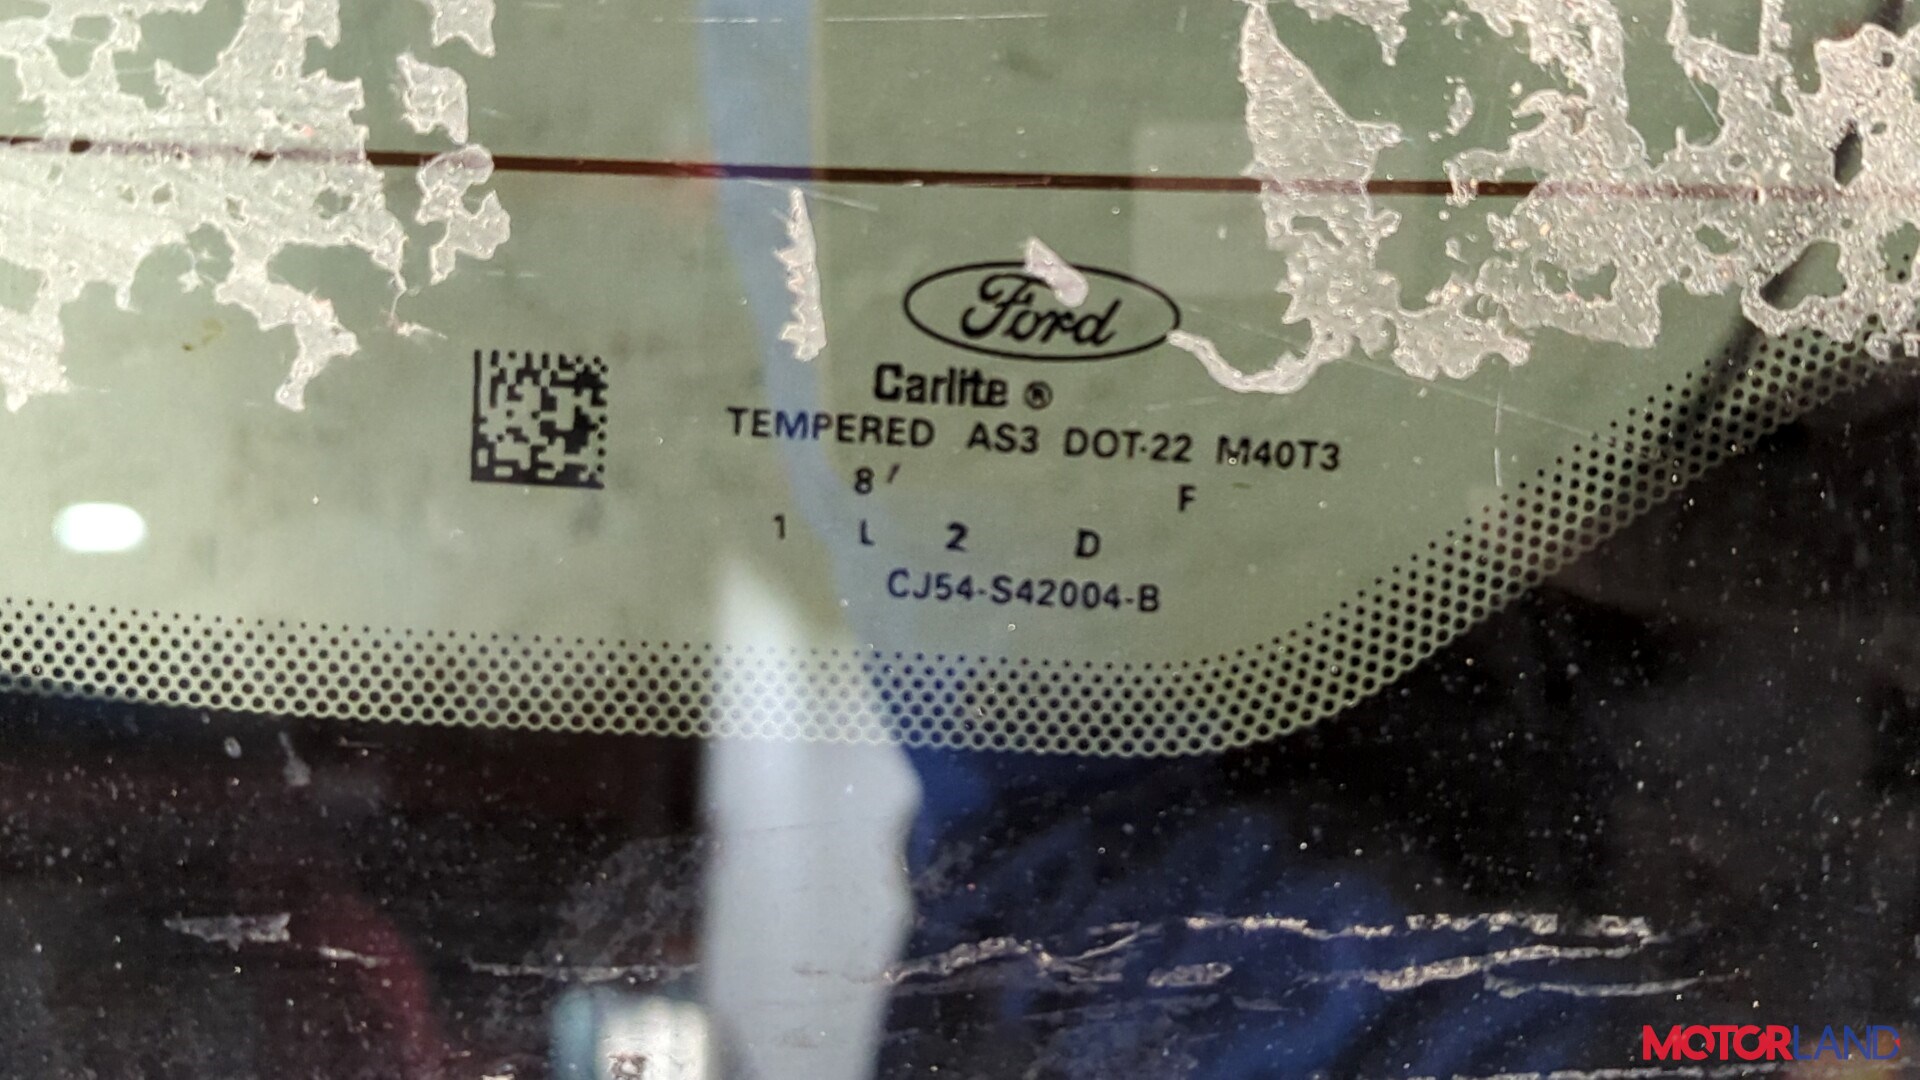 Ford
Carlite ®
TEMPERED AS3 DOT-22 M40T3
8 F
1 L 2 D
CJ54-S42004-B
MOTORLAND